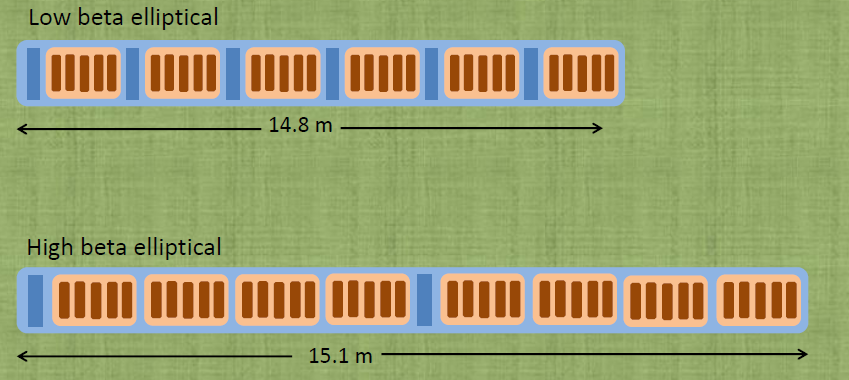 Low beta elliptical
14.8 m
High beta elliptical
15.1 m